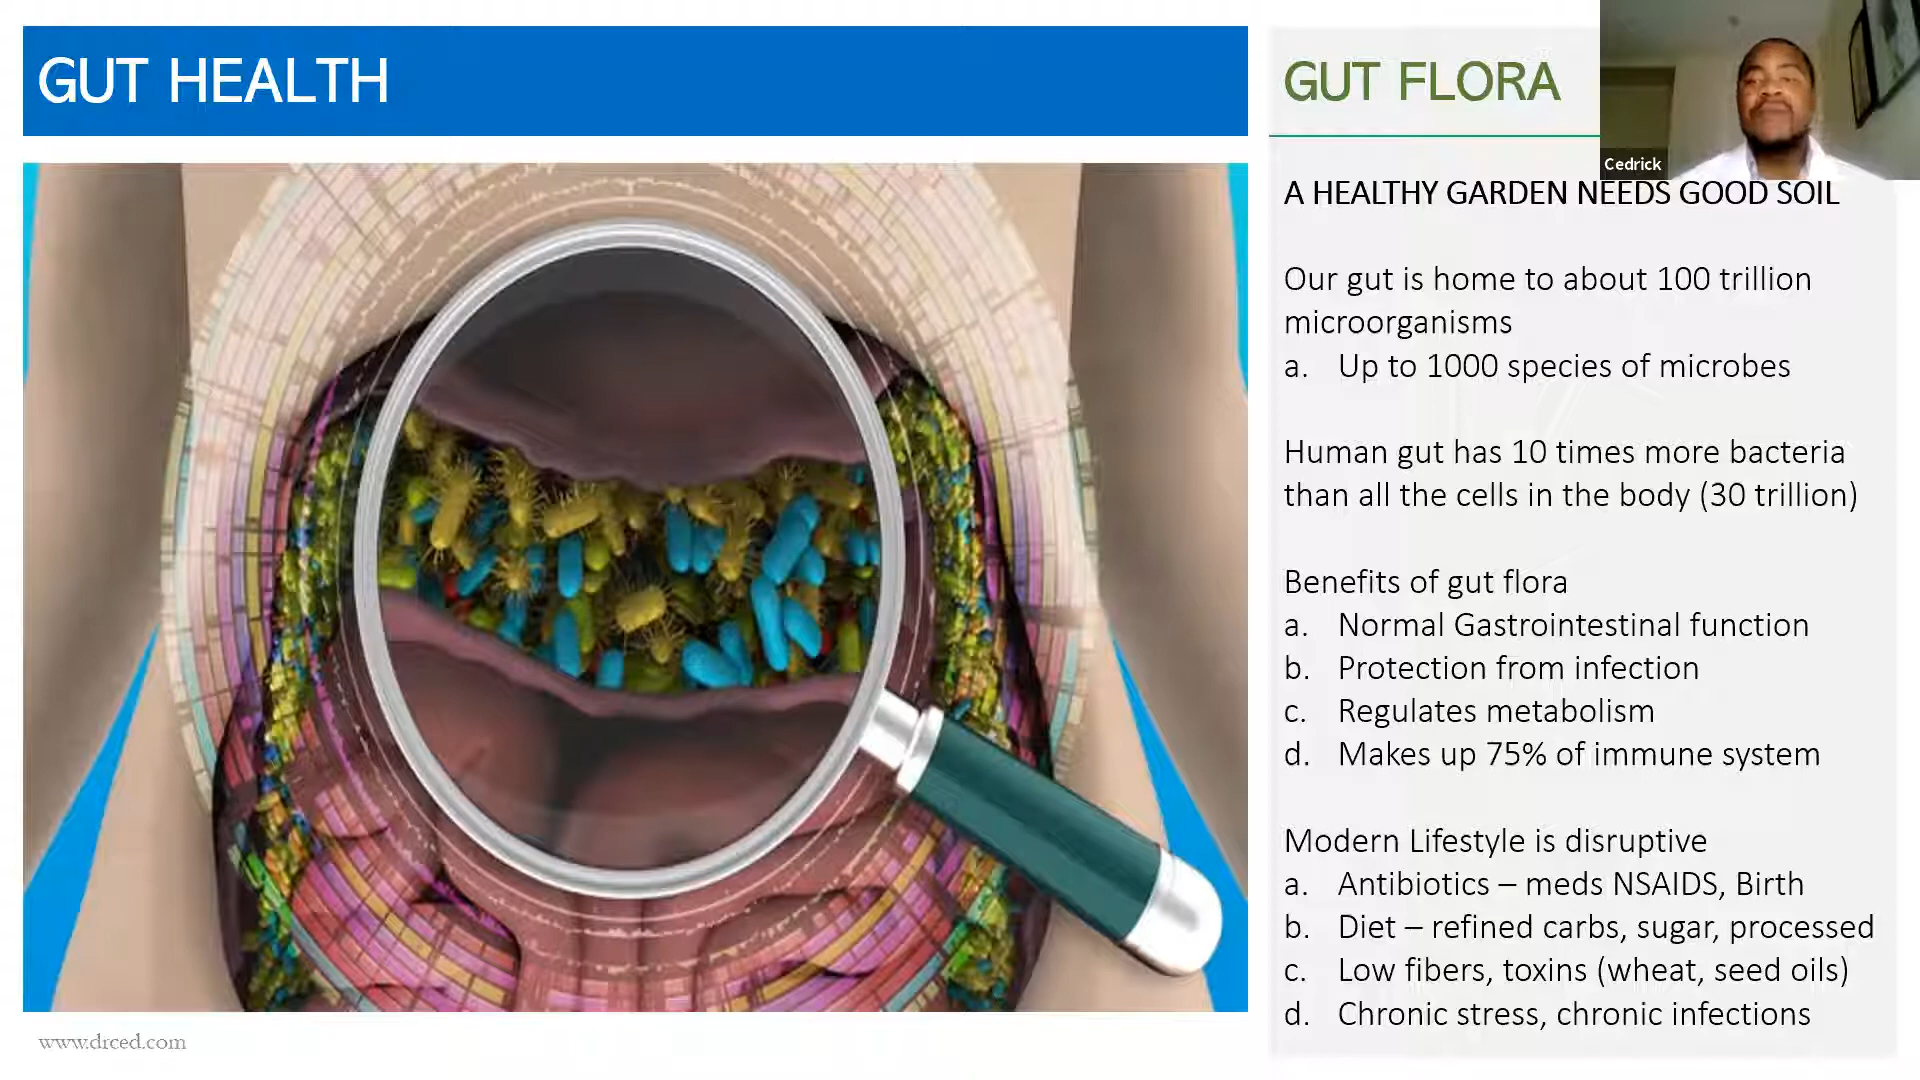 GUT HEALTH
GUT FLORA
Cedrick
A HEALTHY GARDEN NEEDS GOOD SOIL
Our gut is home to about 100 trillion
microorganisms
a. Up to 1000 species of microbes
Human gut has 10 times more bacteria
than all the cells in the body (30 trillion)
Benefits of gut flora
a. Normal Gastrointestinal function
b. Protection from infection
c. Regulates metabolism
d. Makes up 75% of immune system
Modern Lifestyle is disruptive
a. Antibiotics – meds NSAIDS, Birth
b. Diet – refined carbs, sugar, processed
c. Low fibers, toxins (wheat, seed oils)
d. Chronic stress, chronic infections
www.drced.com